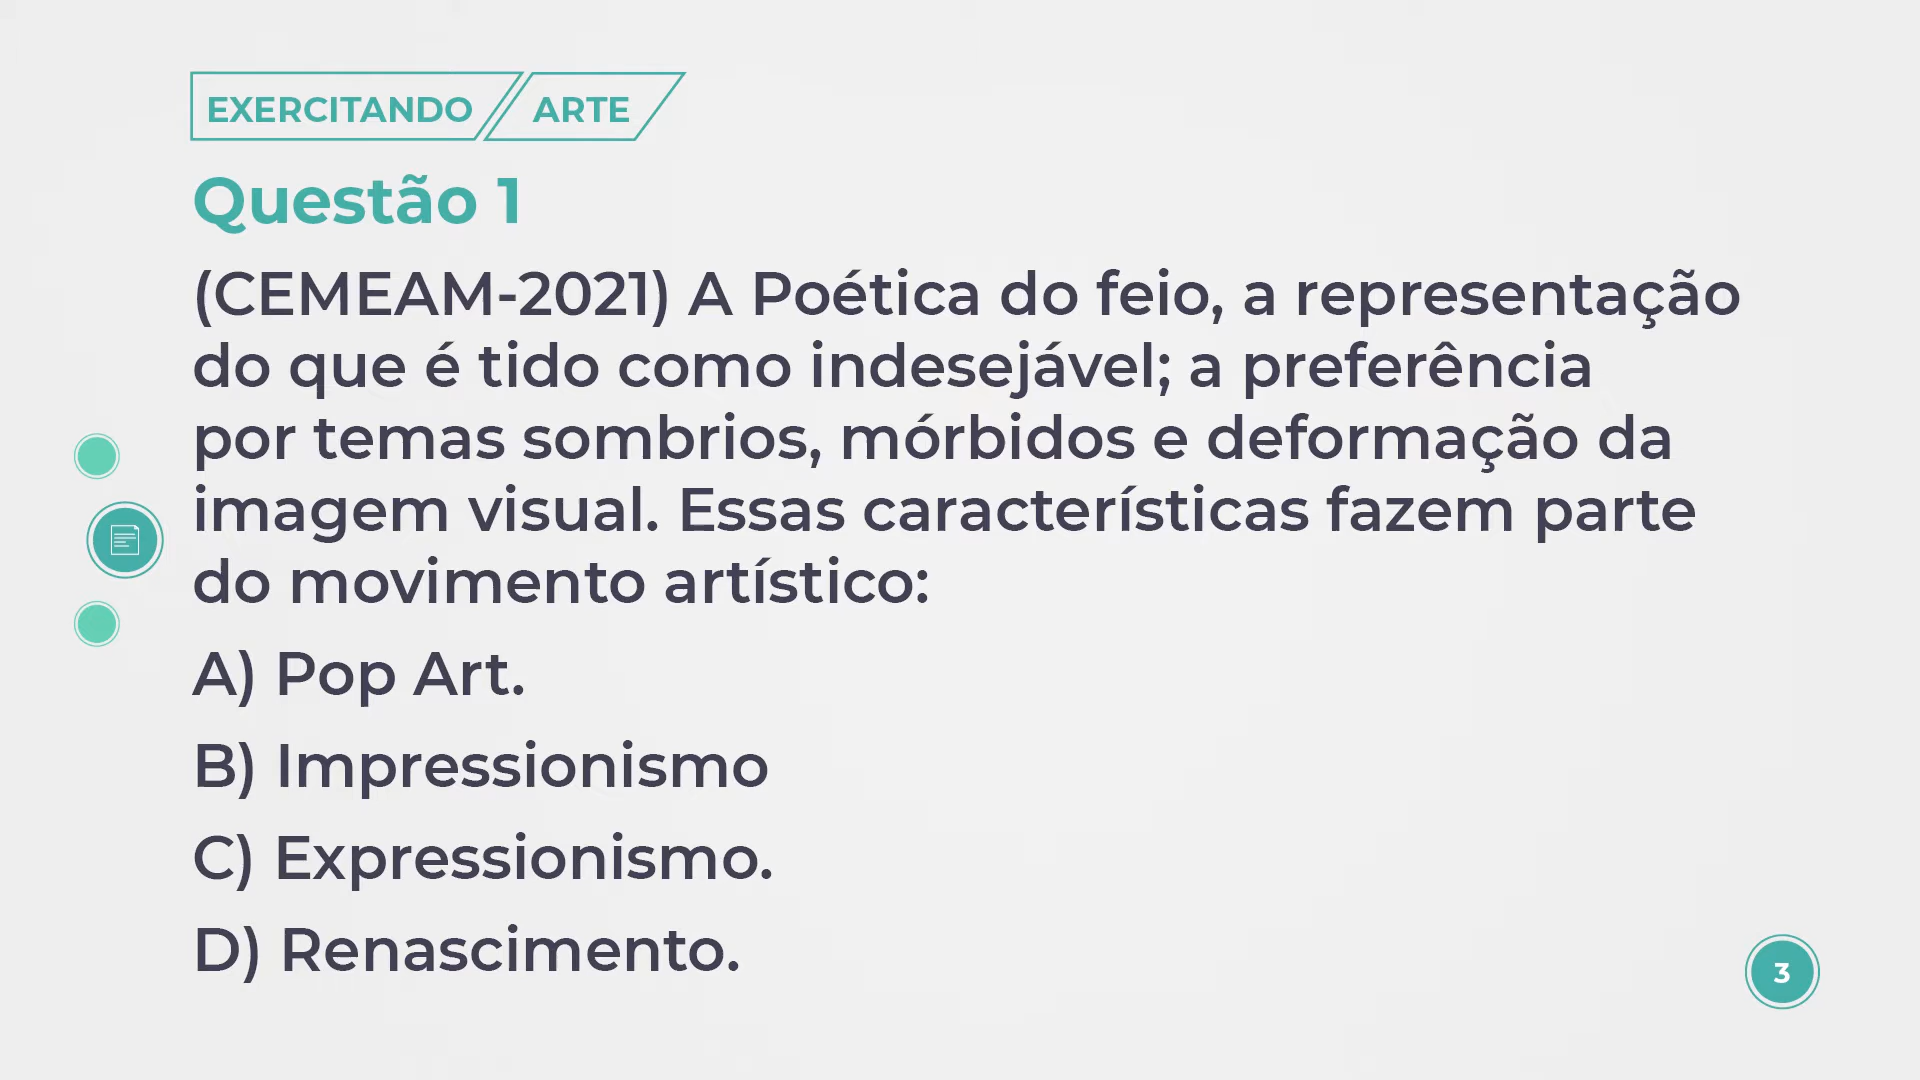 EXERCITANDO ARTE
Questão 1
(CEMEAM-2021) A Poética do feio, a representação
do que é tido como indesejável; a preferência
por temas sombrios, mórbidos e deformação da
imagem visual. Essas características fazem parte
do movimento artístico:
A) Pop Art.
B) Impressionismo
C) Expressionismo.
D) Renascimento.
3